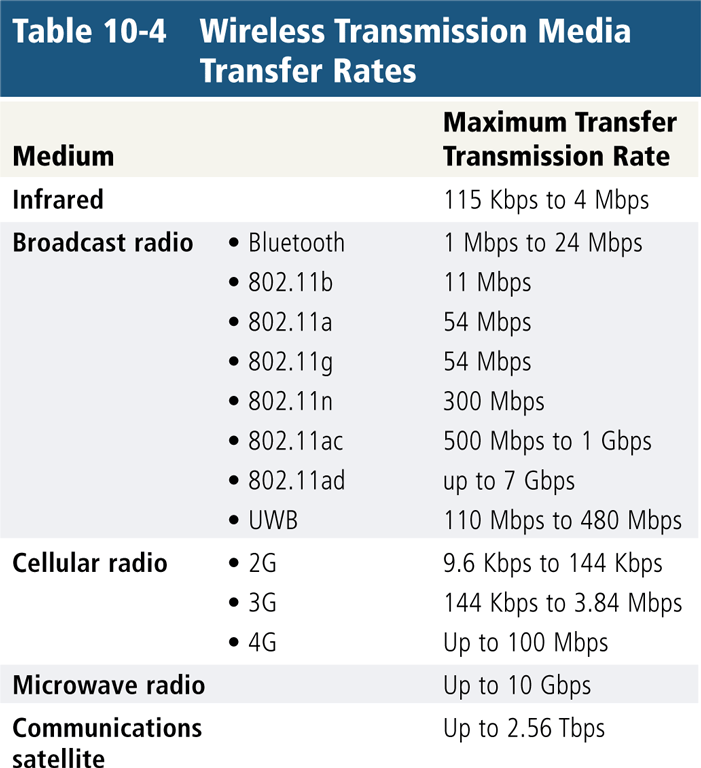 Table 10-4 Wireless Transmission Media
Transfer Rates
Medium Maximum Transfer
Transmission Rate
Infrared 115 Kbps to 4 Mbps
Broadcast radio • Bluetooth 1 Mbps to 24 Mbps
• 802.11b 11 Mbps
• 802.11a 54 Mbps
• 802.11g 54 Mbps
• 802.11n 300 Mbps
• 802.11ac 500 Mbps to 1 Gbps
• 802.11ad up to 7 Gbps
• UWB 110 Mbps to 480 Mbps
Cellular radio • 2G 9.6 Kbps to 144 Kbps
• 3G 144 Kbps to 3.84 Mbps
• 4G Up to 100 Mbps
Microwave radio Up to 10 Gbps
Communications Up to 2.56 Tbps
satellite